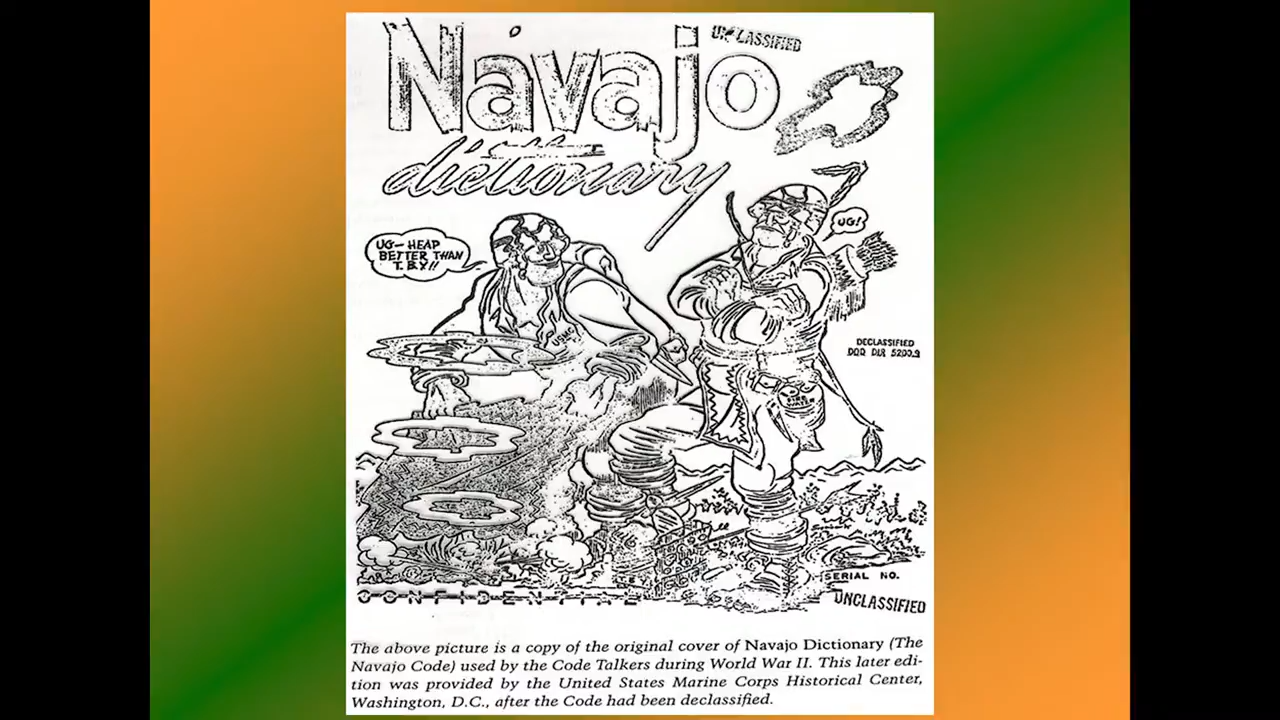 Navajo
UNCLASSIFIED
dictionary
UG!
UG— HEAP
BETTER THAN
T.B.X!!
DECLASSIFIED
DOD DIR 5200.9
SERIAL NO.
CONFIDENTIAL
UNCLASSIFIED
The above picture is a copy of the original cover of Navajo Dictionary (The
Navajo Code) used by the Code Talkers during World War II. This later edi-
tion was provided by the United States Marine Corps Historical Center,
Washington, D.C., after the Code had been declassified.